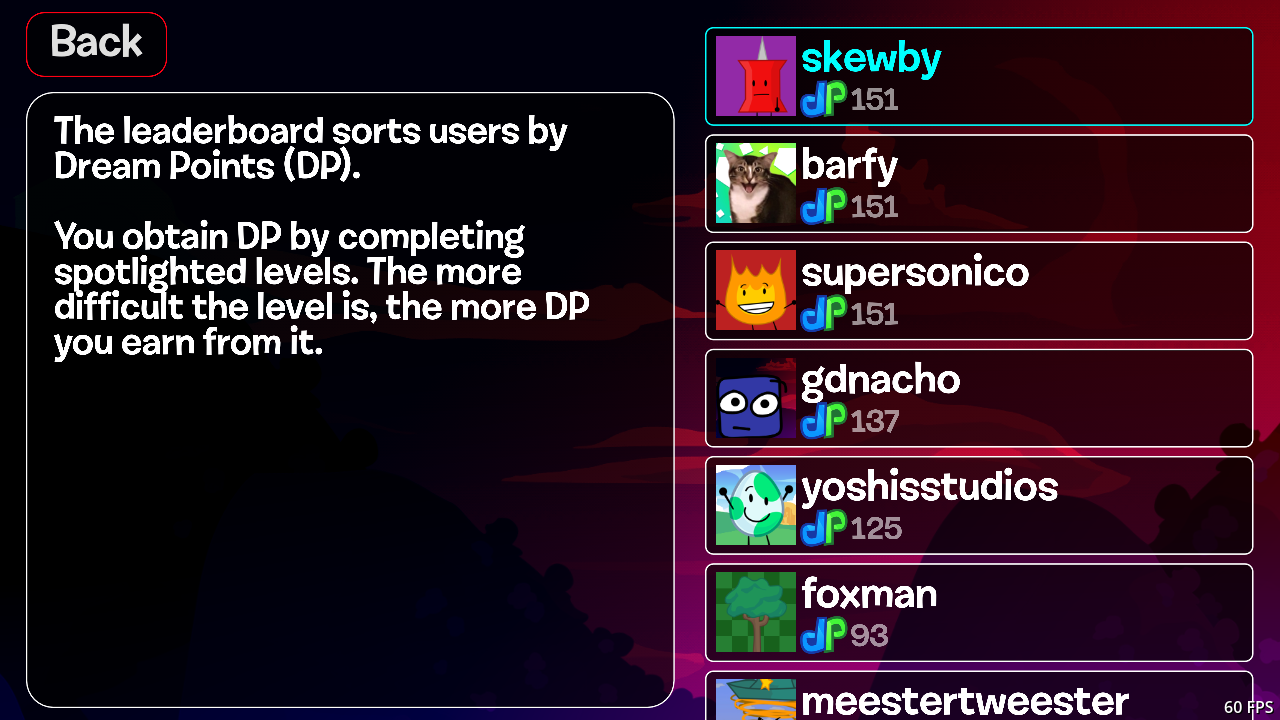 Back
The leaderboard sorts users by
Dream Points (DP).
You obtain DP by completing
spotlighted levels. The more
difficult the level is, the more DP
you earn from it.
skewby
dP 151
barfy
dP 151
supersonico
dP 151
gdnacho
dP 137
yoshisstudios
dP 125
foxman
dP 93
meestertweester
60 FPS